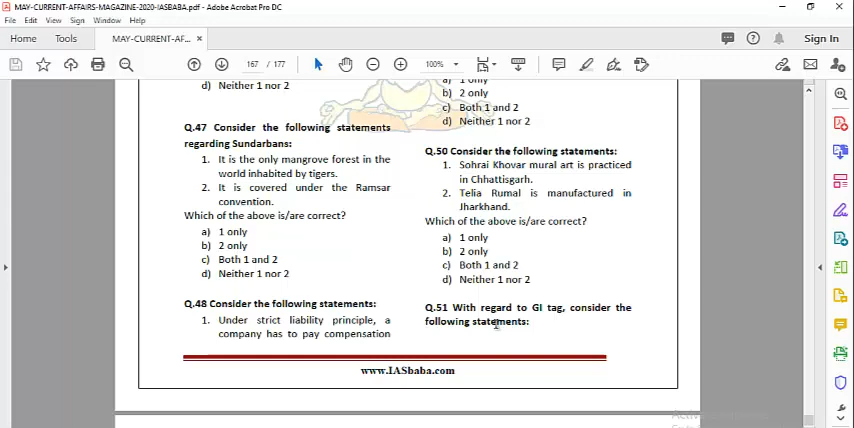 MAY-CURRENT-AFFAIRS-MAGAZINE-2020-IASBABA.pdf - Adobe Acrobat Pro DC
File Edit View Sign Window Help
Home Tools MAY-CURRENT-AF... × Sign In
167 / 177 100%
d) Neither 1 nor 2
Q.47 Consider the following statements
regarding Sundarbans:
1. It is the only mangrove forest in the
world inhabited by tigers.
2. It is covered under the Ramsar
convention.
Which of the above is/are correct?
a) 1 only
b) 2 only
c) Both 1 and 2
d) Neither 1 nor 2
Q.48 Consider the following statements:
1. Under strict liability principle, a
company has to pay compensation
a) 1 only
b) 2 only
c) Both 1 and 2
d) Neither 1 nor 2
Q.50 Consider the following statements:
1. Sohrai Khovar mural art is practiced
in Chhattisgarh.
2. Telia Rumal is manufactured in
Jharkhand.
Which of the above is/are correct?
a) 1 only
b) 2 only
c) Both 1 and 2
d) Neither 1 nor 2
Q.51 With regard to GI tag, consider the
following statements:
www.IASbaba.com